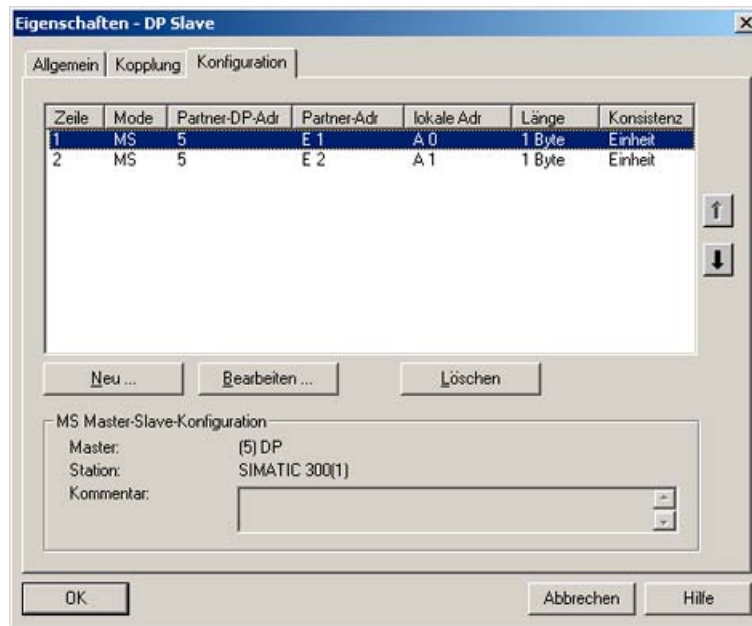 Eigenschaften - DP Slave
Allgemein Kopplung Konfiguration
Zeile Mode Partner-DP-Adr Partner-Adr lokale Adr Länge Konsistenz
1 MS 5 E 1 A 0 1 Byte Einheit
2 MS 5 E 2 A 1 1 Byte Einheit
Neu ... Bearbeiten ... Löschen
MS Master-Slave-Konfiguration
Master: (5) DP
Station: SIMATIC 300(1)
Kommentar:
OK Abbrechen Hilfe